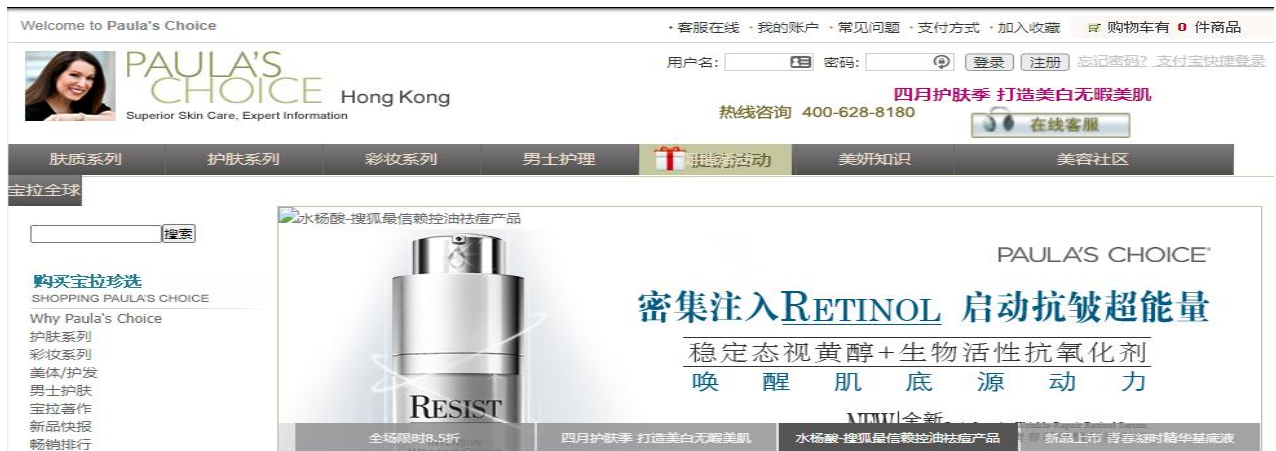 Welcome to Paula's Choice
·客服在线 ·我的账户 ·常见问题 ·支付方式 ·加入收藏 购物车有 0 件商品
PAULA'S
CHOICE Hong Kong
Superior Skin Care, Expert Information
用户名: 密码: 登录 注册 忘记密码? 支付宝快捷登录
四月护肤季 打造美白无暇美肌
热线咨询 400-628-8180
在线客服
肤质系列 护肤系列 彩妆系列 男士护理 活动 美妍知识 美容社区
宝拉全球
搜索
水杨酸-搜狐最信赖控油祛痘产品
购买宝拉珍选
SHOPPING PAULA'S CHOICE
Why Paula's Choice
护肤系列
彩妆系列
美体/护发
男士护肤
宝拉著作
新品快报
畅销排行
PAULA'S CHOICE
密集注入RETINOL 启动抗皱超能量
稳定态视黄醇+生物活性抗氧化剂
唤醒肌底源动力
RESIST
NEW 全新
全场限时8.5折
四月护肤季 打造美白无暇美肌
水杨酸-搜狐最信赖控油祛痘产品
新品上市 青春凝时精华基底液